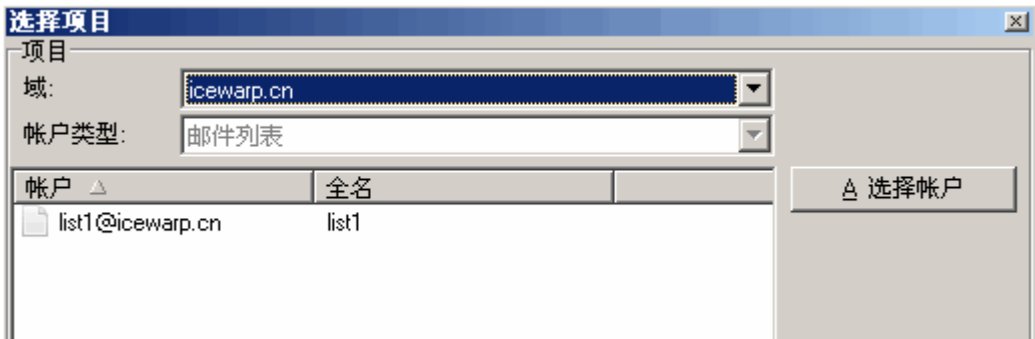 选择项目
项目
域: icewarp.cn
帐户类型: 邮件列表
帐户 全名
A 选择帐户
list1@icewarp.cn list1